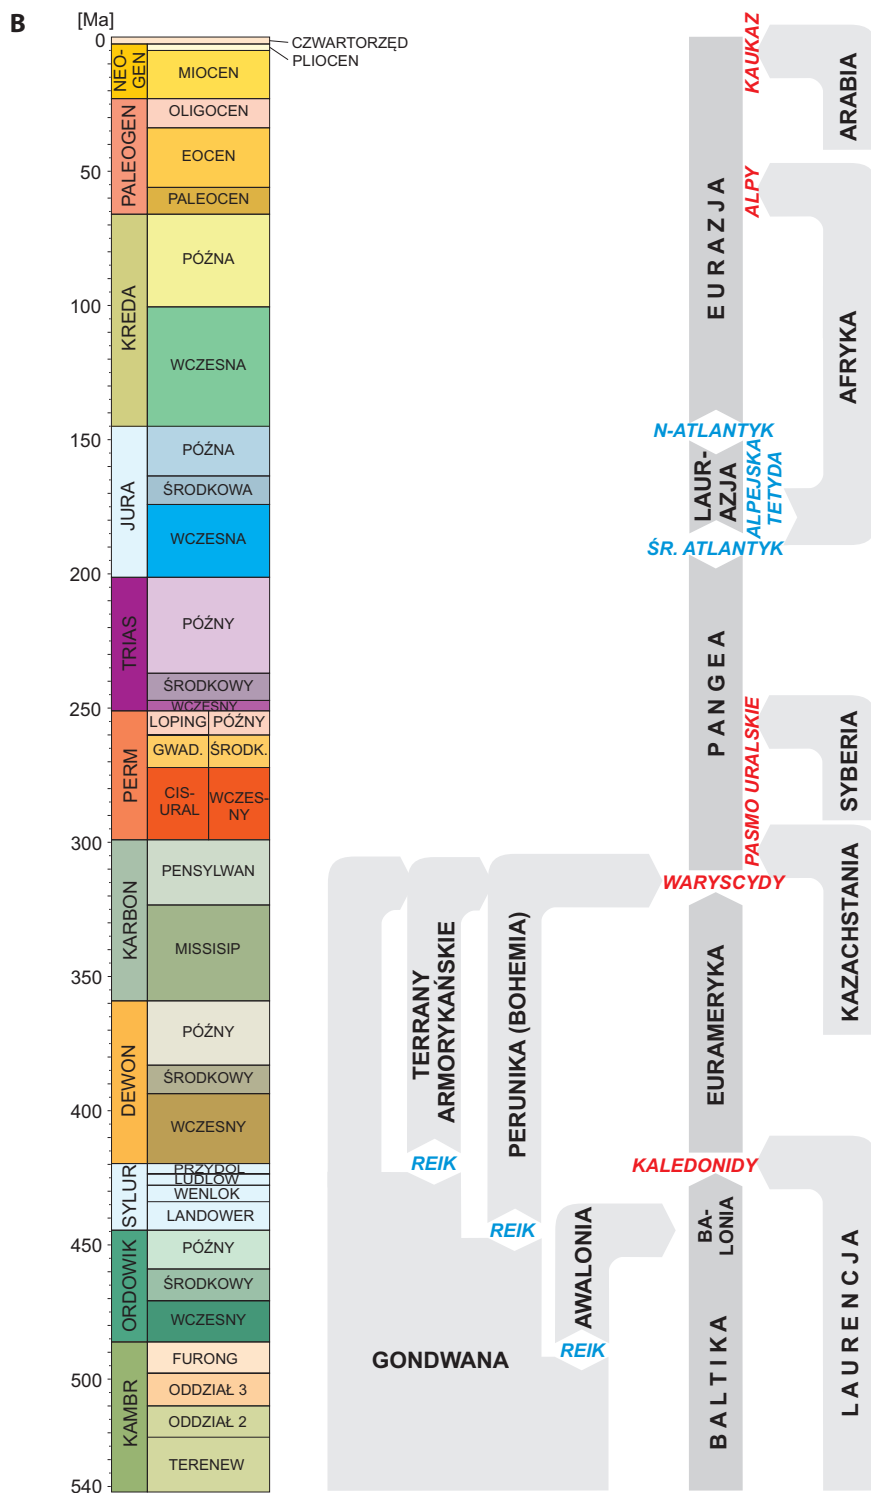 B
[Ma]
0
50
100
150
200
250
300
350
400
450
500
540
NEO-
GEN
PALEOGEN
KREDA
JURA
TRIAS
PERM
KARBON
DEWON
SYLUR
ORDOWIK
KAMBR
CZWARTORZĘD
PLIOCEN
MIOCEN
OLIGOCEN
EOCEN
PALEOCEN
PÓŹNA
WCZESNA
PÓŹNA
ŚRODKOWA
WCZESNA
PÓŹNY
ŚRODKOWY
WCZESNY
LOPING PÓŹNY
GWAD. ŚRODK.
CIS-
URAL
WCZES-
NY
PENSYLWAN
MISSISIP
PÓŹNY
ŚRODKOWY
WCZESNY
PRZYDOL
LUDLOW
WENLOK
LANDOWER
PÓŹNY
ŚRODKOWY
WCZESNY
FURONG
ODDZIAŁ 3
ODDZIAŁ 2
TERENEW
KAUKAZ
ARABIA
ALPY
EURAZJA
AFRYKA
N-ATLANTYK
LAUR-
AZJA
ALPEJSKA
TETYDA
ŚR. ATLANTYK
PANGEA
PASMO URALSKIE
SYBERIA
WARYSCYDY
KAZACHSTANIA
TERRANY
ARMORYKAŃSKIE
PERUNIKA (BOHEMIA)
EURAMERYKA
REIK
KALEDONIDY
REIK
AWALONIA
BA-
LONIA
REIK
GONDWANA
BALTIKA
LAURENCJA